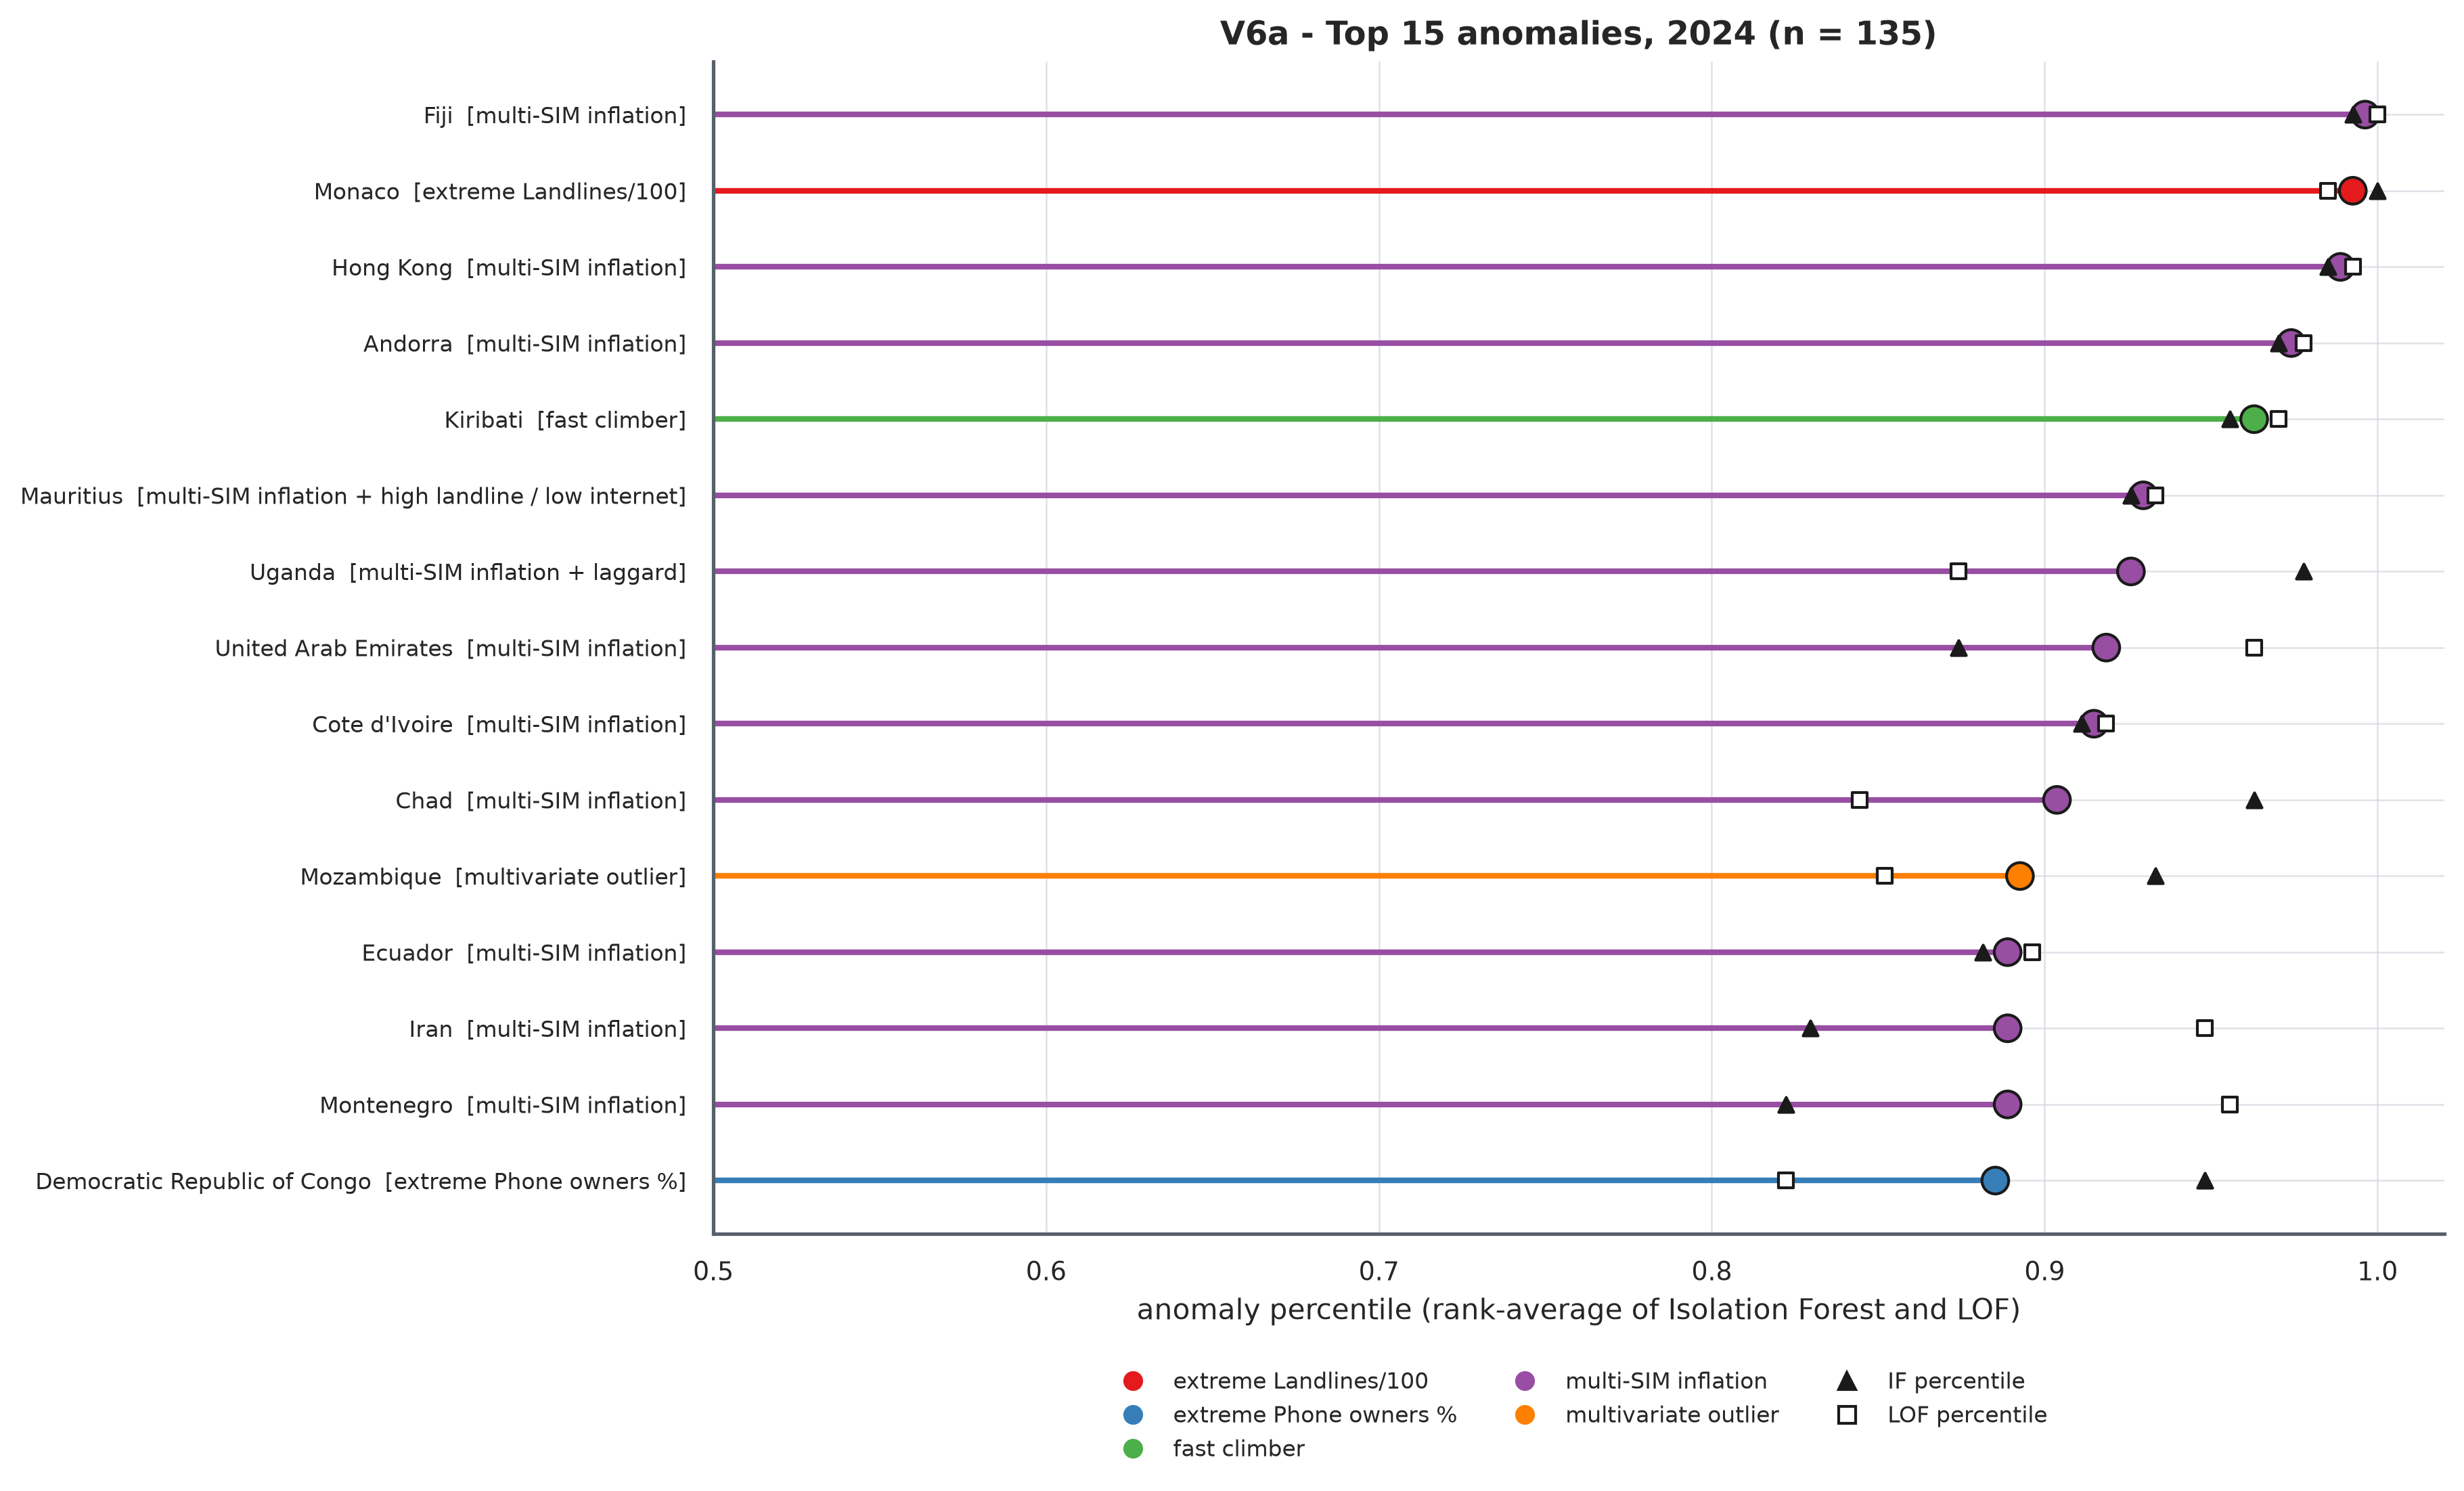 V6a - Top 15 anomalies, 2024 (n = 135)
Fiji [multi-SIM inflation]
Monaco [extreme Landlines/100]
Hong Kong [multi-SIM inflation]
Andorra [multi-SIM inflation]
Kiribati [fast climber]
Mauritius [multi-SIM inflation + high landline / low internet]
Uganda [multi-SIM inflation + laggard]
United Arab Emirates [multi-SIM inflation]
Cote d'Ivoire [multi-SIM inflation]
Chad [multi-SIM inflation]
Mozambique [multivariate outlier]
Ecuador [multi-SIM inflation]
Iran [multi-SIM inflation]
Montenegro [multi-SIM inflation]
Democratic Republic of Congo [extreme Phone owners %]
0.5 0.6 0.7 0.8 0.9 1.0
anomaly percentile (rank-average of Isolation Forest and LOF)
extreme Landlines/100
extreme Phone owners %
fast climber
multi-SIM inflation
multivariate outlier
IF percentile
LOF percentile